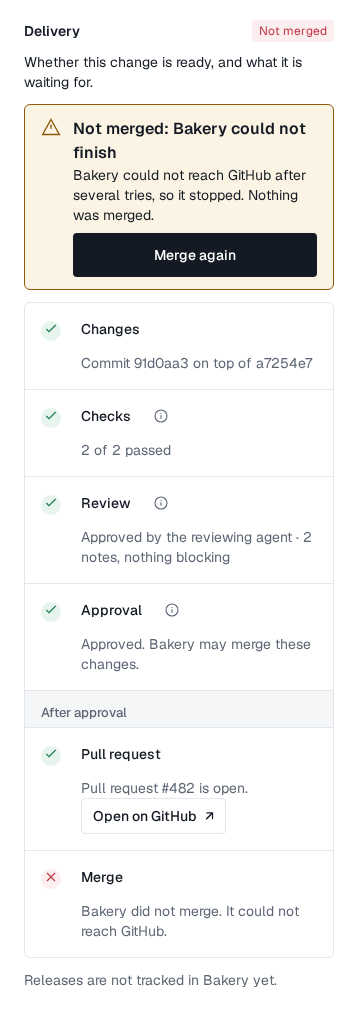 Delivery
Not merged
Whether this change is ready, and what it is
waiting for.
Not merged: Bakery could not
finish
Bakery could not reach GitHub after
several tries, so it stopped. Nothing
was merged.
Merge again
Changes
Commit 91d0aa3 on top of a7254e7
Checks
2 of 2 passed
Review
Approved by the reviewing agent · 2
notes, nothing blocking
Approval
Approved. Bakery may merge these
changes.
After approval
Pull request
Pull request #482 is open.
Open on GitHub
Merge
Bakery did not merge. It could not
reach GitHub.
Releases are not tracked in Bakery yet.